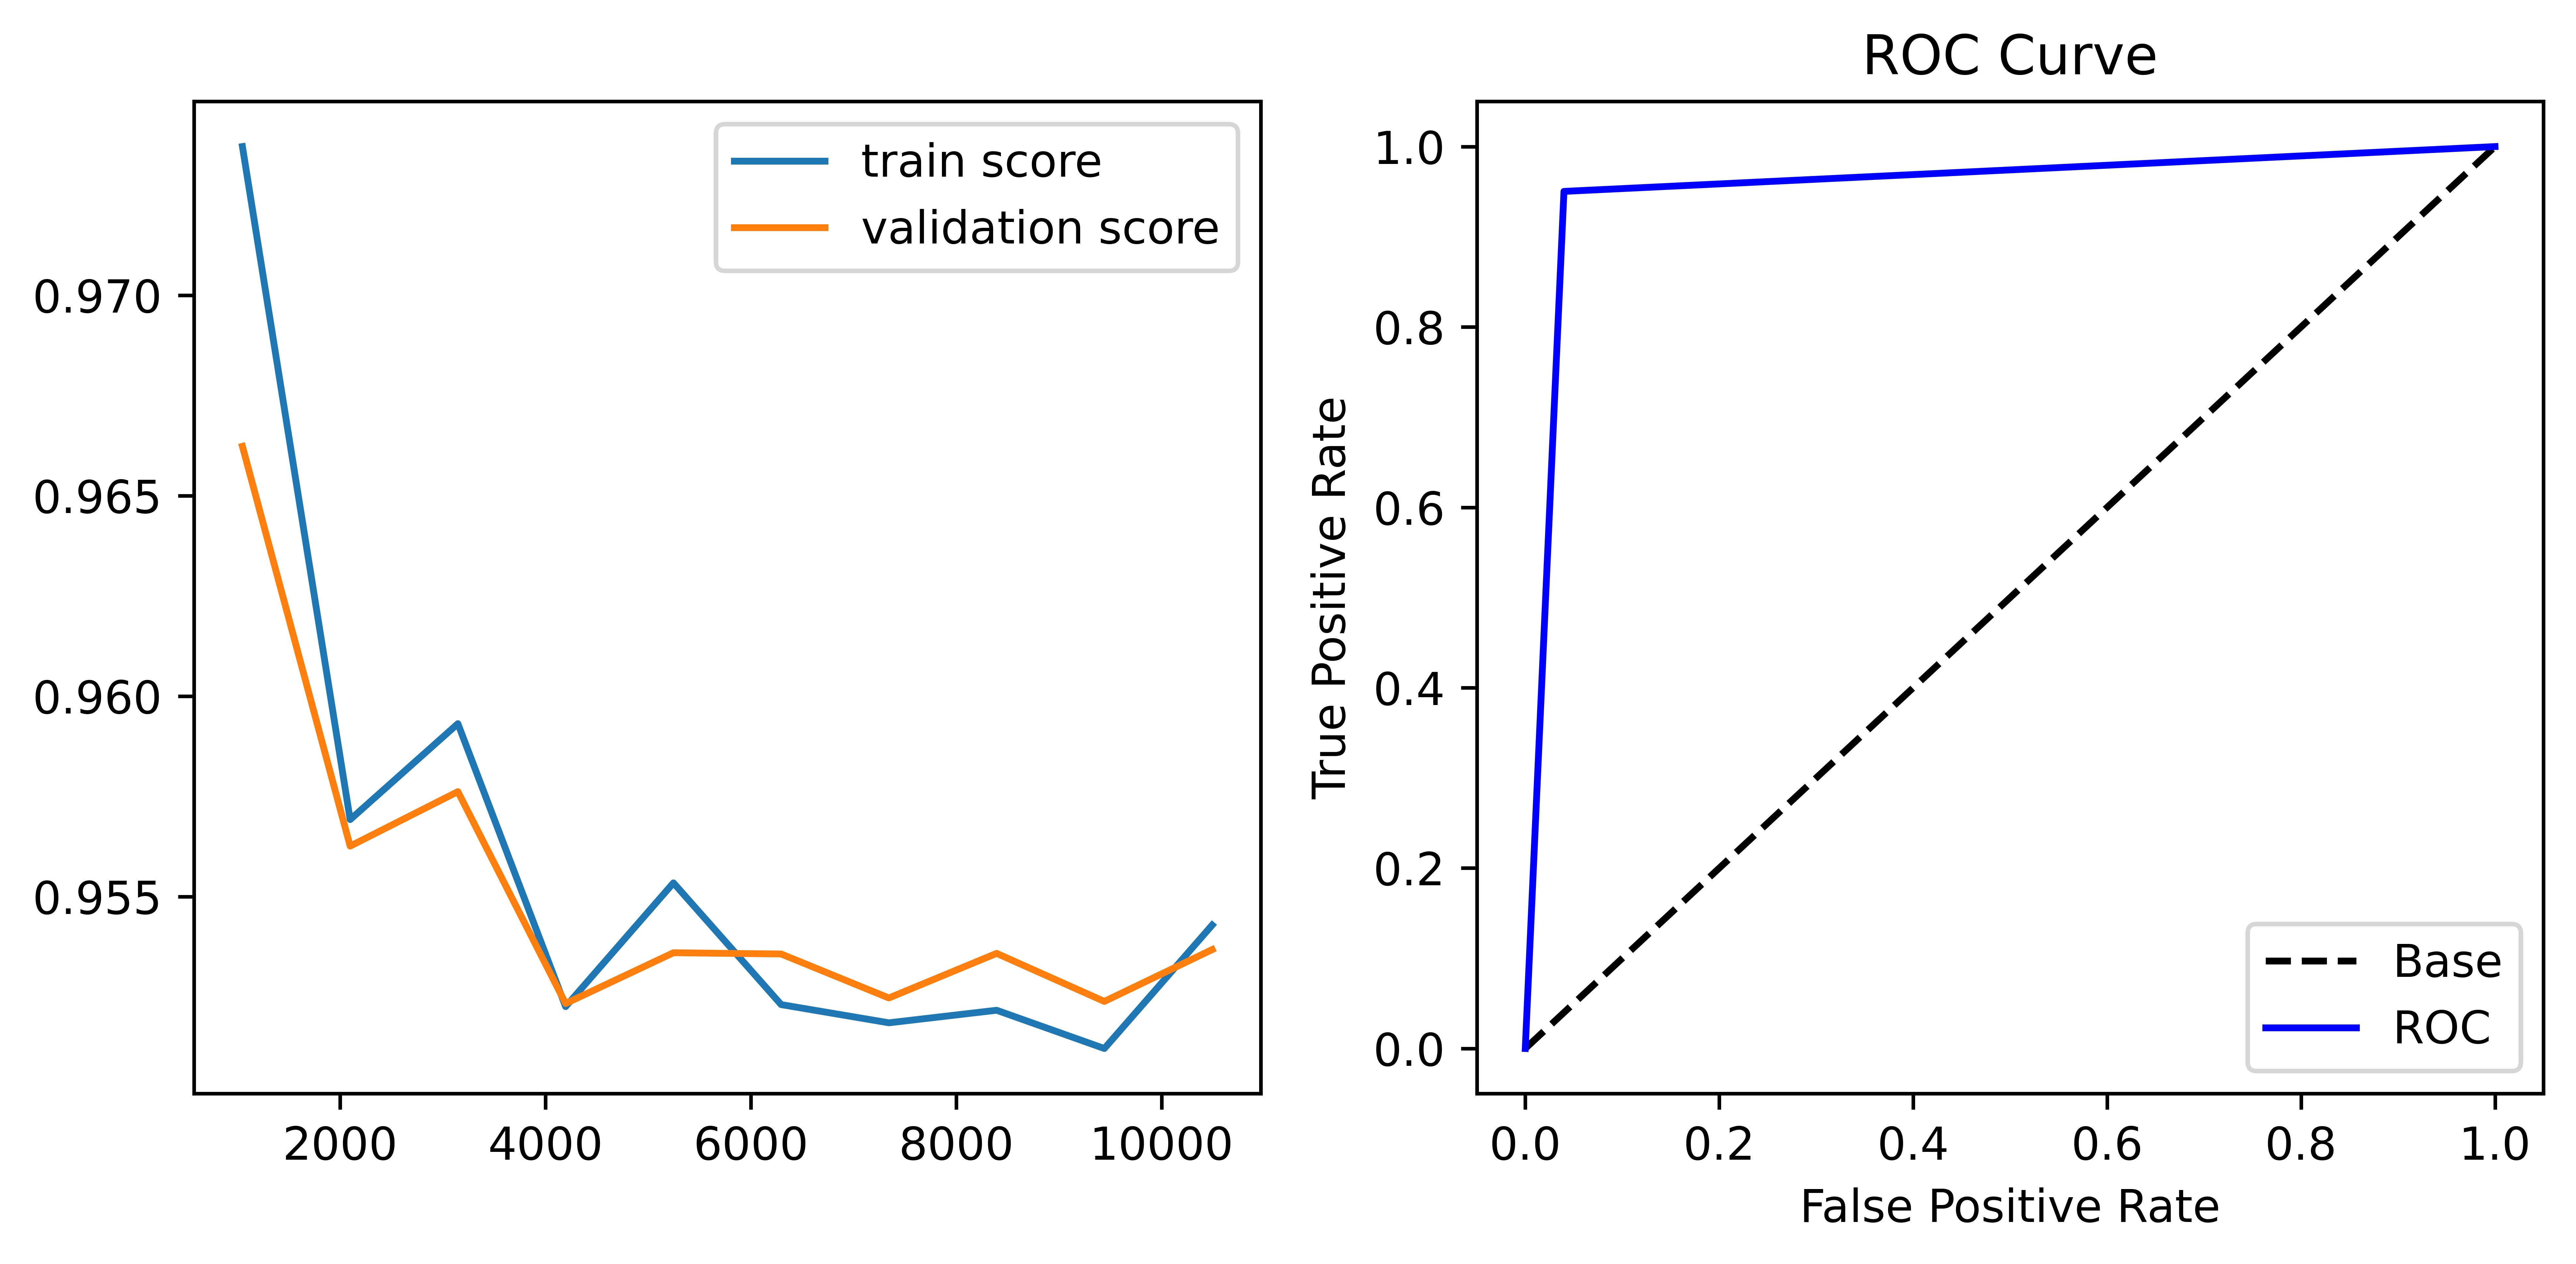 train score
validation score
0.970
0.965
0.960
0.955
2000 4000 6000 8000 10000
ROC Curve
True Positive Rate
1.0
0.8
0.6
0.4
0.2
0.0
Base
ROC
0.0 0.2 0.4 0.6 0.8 1.0
False Positive Rate